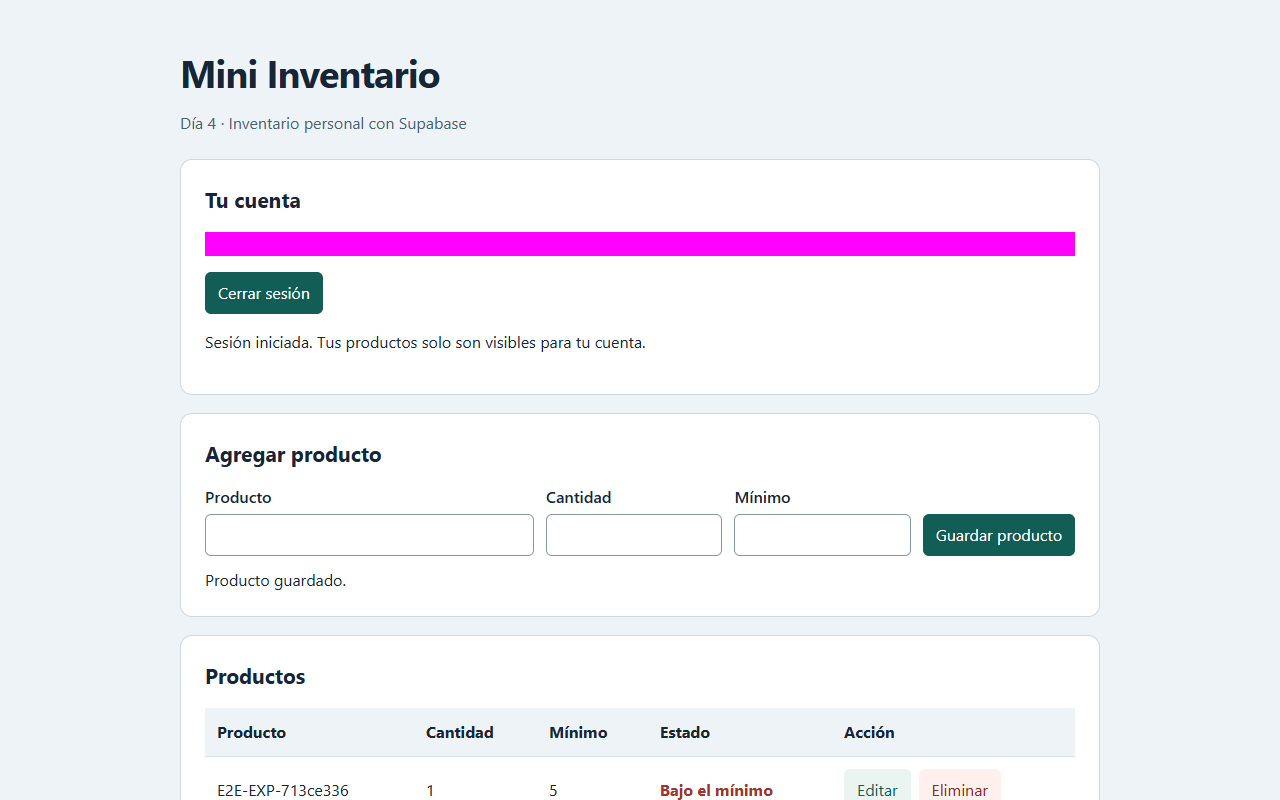 Mini Inventario
Día 4 · Inventario personal con Supabase
Tu cuenta
Cerrar sesión
Sesión iniciada. Tus productos solo son visibles para tu cuenta.
Agregar producto
Producto Cantidad Mínimo
Guardar producto
Producto guardado.
Productos
Producto Cantidad Mínimo Estado Acción
E2E-EXP-713ce336 1 5 Bajo el mínimo Editar Eliminar